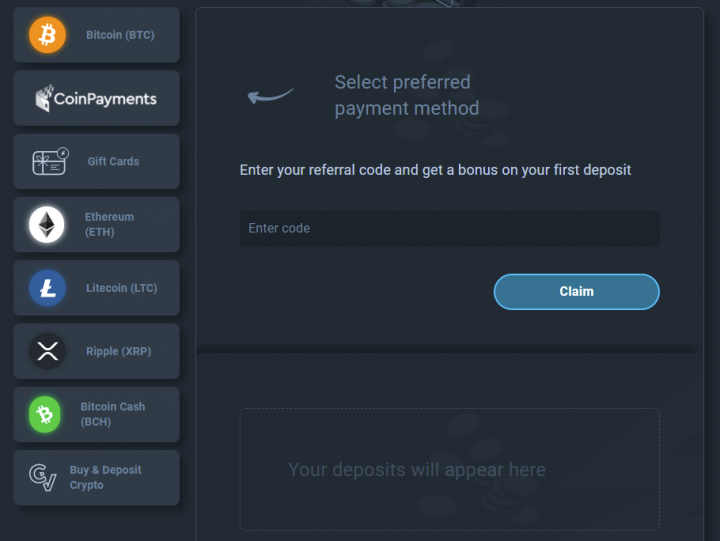 Bitcoin (BTC)
CoinPayments
Gift Cards
Ethereum
(ETH)
Litecoin (LTC)
Ripple (XRP)
Bitcoin Cash
(BCH)
Buy & Deposit
Crypto
Select preferred
payment method
Enter your referral code and get a bonus on your first deposit
Enter code
Claim
Your deposits will appear here